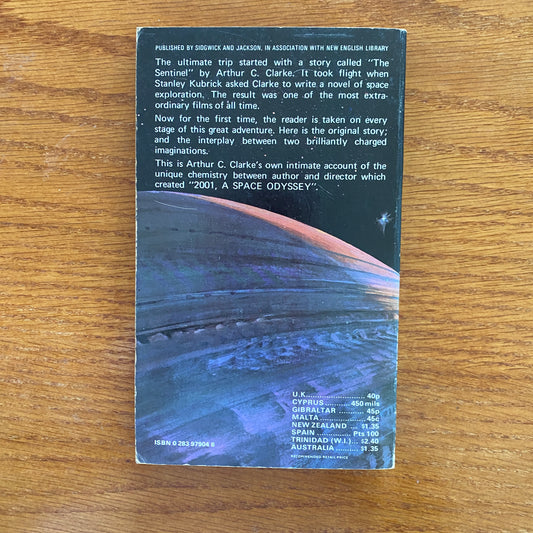 PUBLISHED BY SIDGWICK AND JACKSON, IN ASSOCIATION WITH NEW ENGLISH LIBRARY
The ultimate trip started with a story called "The
Sentinel" by Arthur C. Clarke. It took flight when
Stanley Kubrick asked Clarke to write a novel of space
exploration. The result was one of the most extra-
ordinary films of all time.
Now for the first time, the reader is taken on every
stage of this great adventure. Here is the original story;
and the interplay between two brilliantly charged
imaginations.
This is Arthur C. Clarke's own intimate account of the
unique chemistry between author and director which
created "2001, A SPACE ODYSSEY".
U.K. .................... 40p
CYPRUS ......... 450 mils
GIBRALTAR ......... 45p
MALTA ................ 45c
NEW ZEALAND ... $1.35
SPAIN ............ Pts 100
TRINIDAD (W.I.)... $2.40
AUSTRALIA ........ $1.35
RECOMMENDED RETAIL PRICE
ISBN 0 283 97904 8